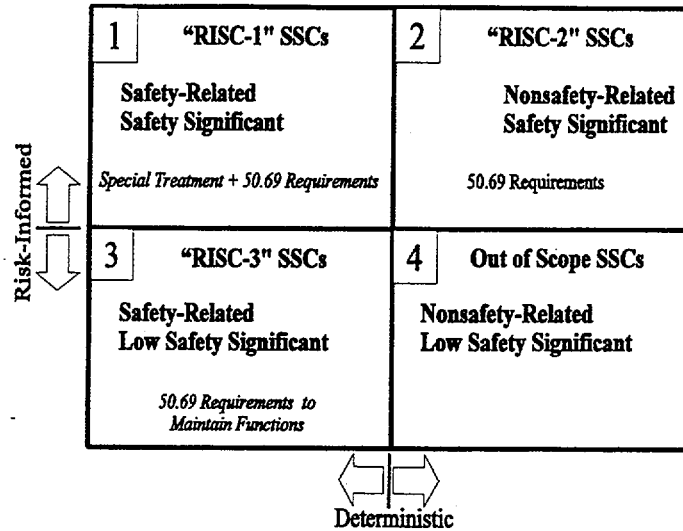 1 “RISC-1" SSCs
Safety-Related
Safety Significant
Special Treatment + 50.69 Requirements
2 “RISC-2" SSCs
Nonsafety-Related
Safety Significant
50.69 Requirements
Risk-Informed
3 “RISC-3" SSCs
Safety-Related
Low Safety Significant
50.69 Requirements to
Maintain Functions
4 Out of Scope SSCs
Nonsafety-Related
Low Safety Significant
Deterministic